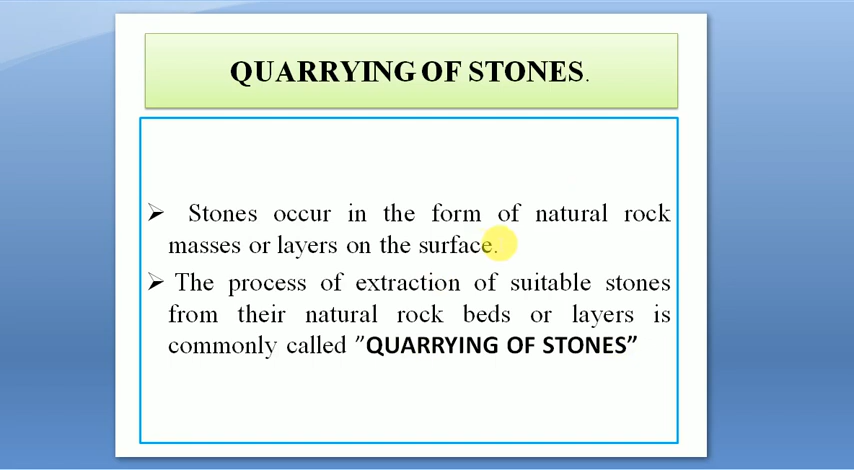 QUARRYING OF STONES.
➢ Stones occur in the form of natural rock
masses or layers on the surface.
➢ The process of extraction of suitable stones
from their natural rock beds or layers is
commonly called ”QUARRYING OF STONES”